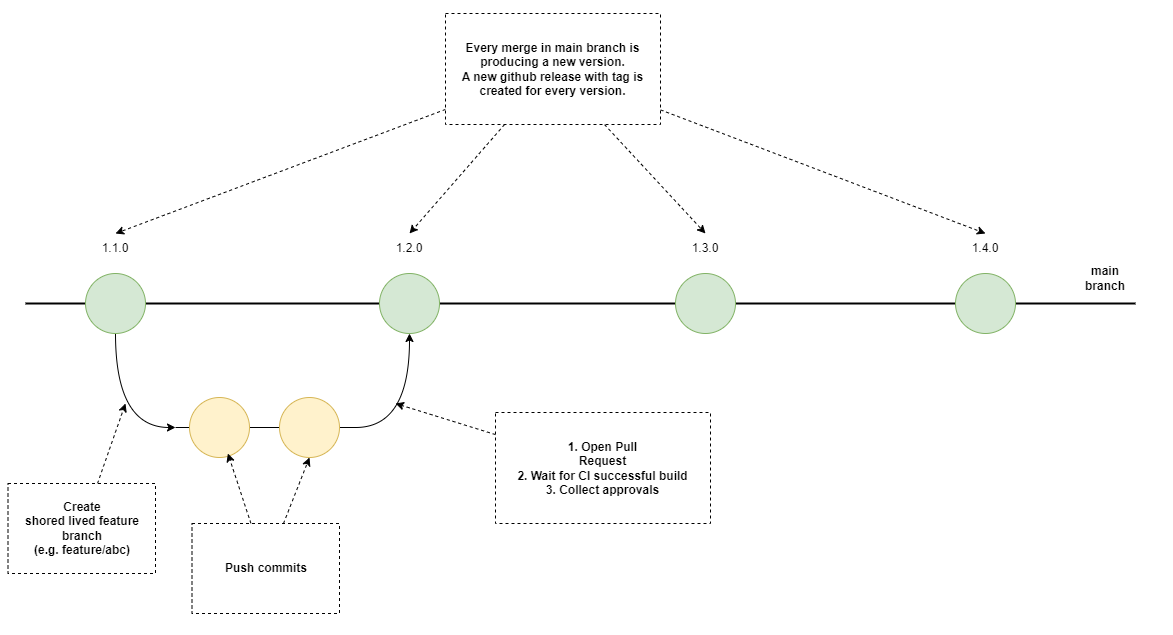 Every merge in main branch is
producing a new version.
A new github release with tag is
created for every version.
1.1.0
1.2.0
1.3.0
1.4.0
main
branch
1. Open Pull
Request
2. Wait for CI successful build
3. Collect approvals
Create
shored lived feature
branch
(e.g. feature/abc)
Push commits